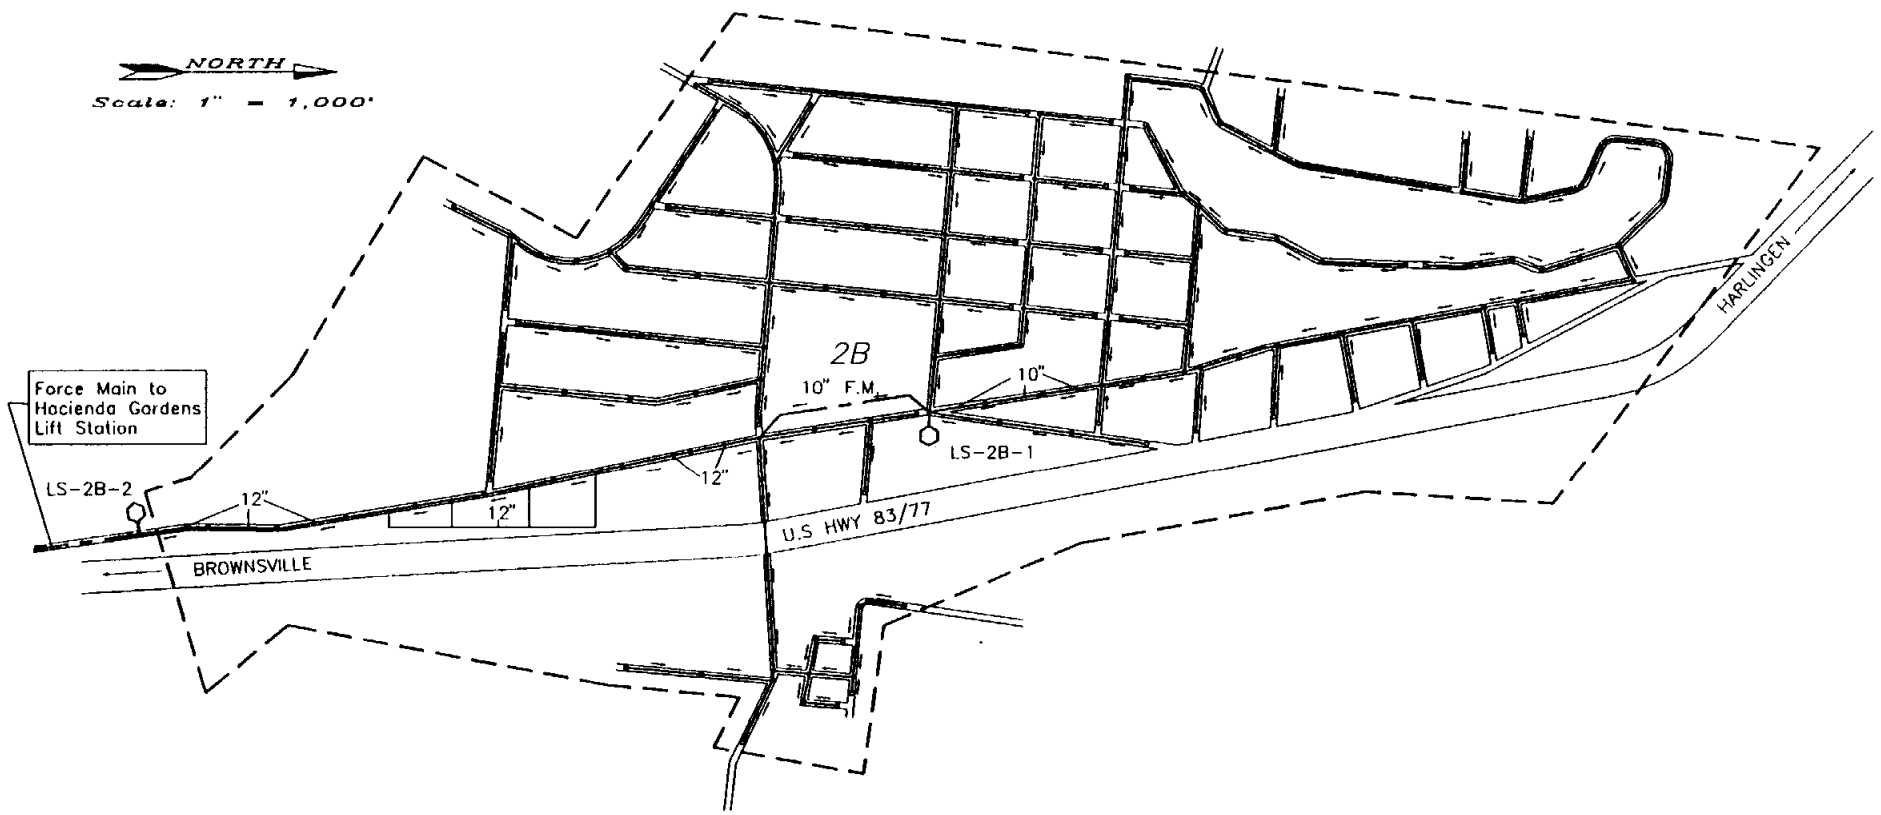 NORTH
Scale: 1" = 1,000'
2B
10" F.M.
10"
Force Main to
Hacienda Gardens
Lift Station
LS-2B-1
LS-2B-2
12"
12"
12"
U.S HWY 83/77
BROWNSVILLE
HARLINGEN